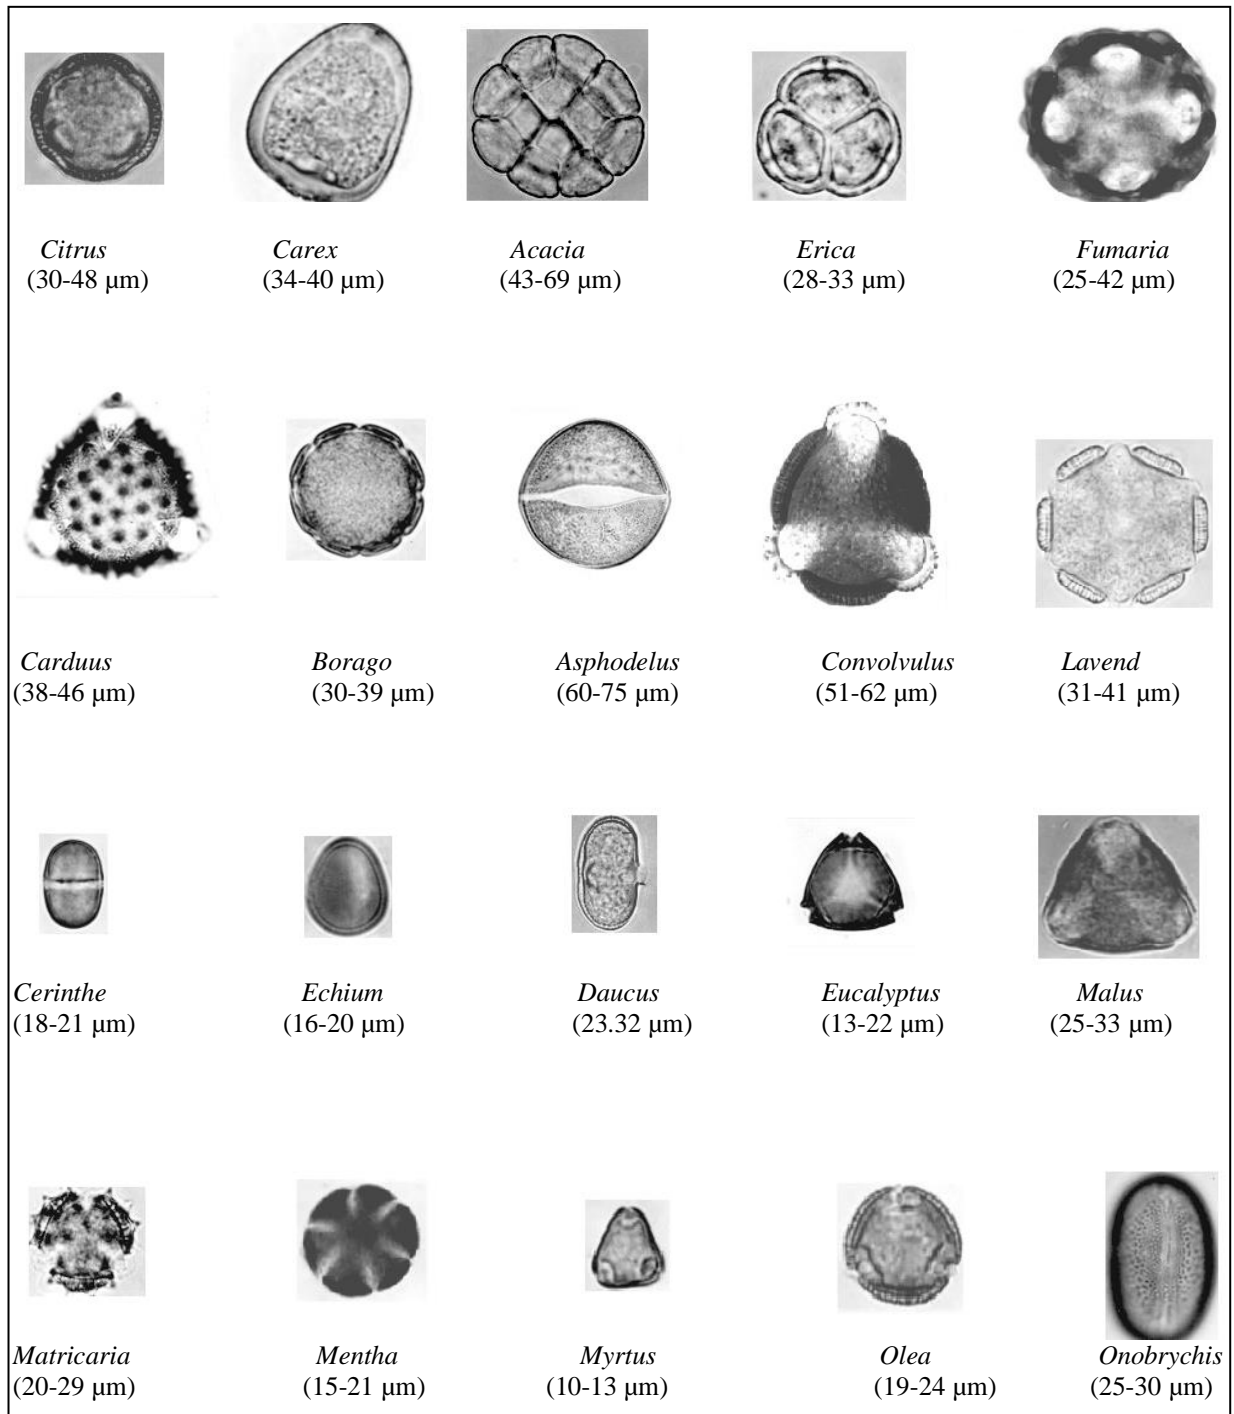 Citrus Carex Acacia Erica Fumaria
(30-48 µm) (34-40 µm) (43-69 µm) (28-33 µm) (25-42 µm)
Carduus Borago Asphodelus Convolvulus Lavend
(38-46 µm) (30-39 µm) (60-75 µm) (51-62 µm) (31-41 µm)
Cerinthe Echium Daucus Eucalyptus Malus
(18-21 µm) (16-20 µm) (23.32 µm) (13-22 µm) (25-33 µm)
Matricaria Mentha Myrtus Olea Onobrychis
(20-29 µm) (15-21 µm) (10-13 µm) (19-24 µm) (25-30 µm)